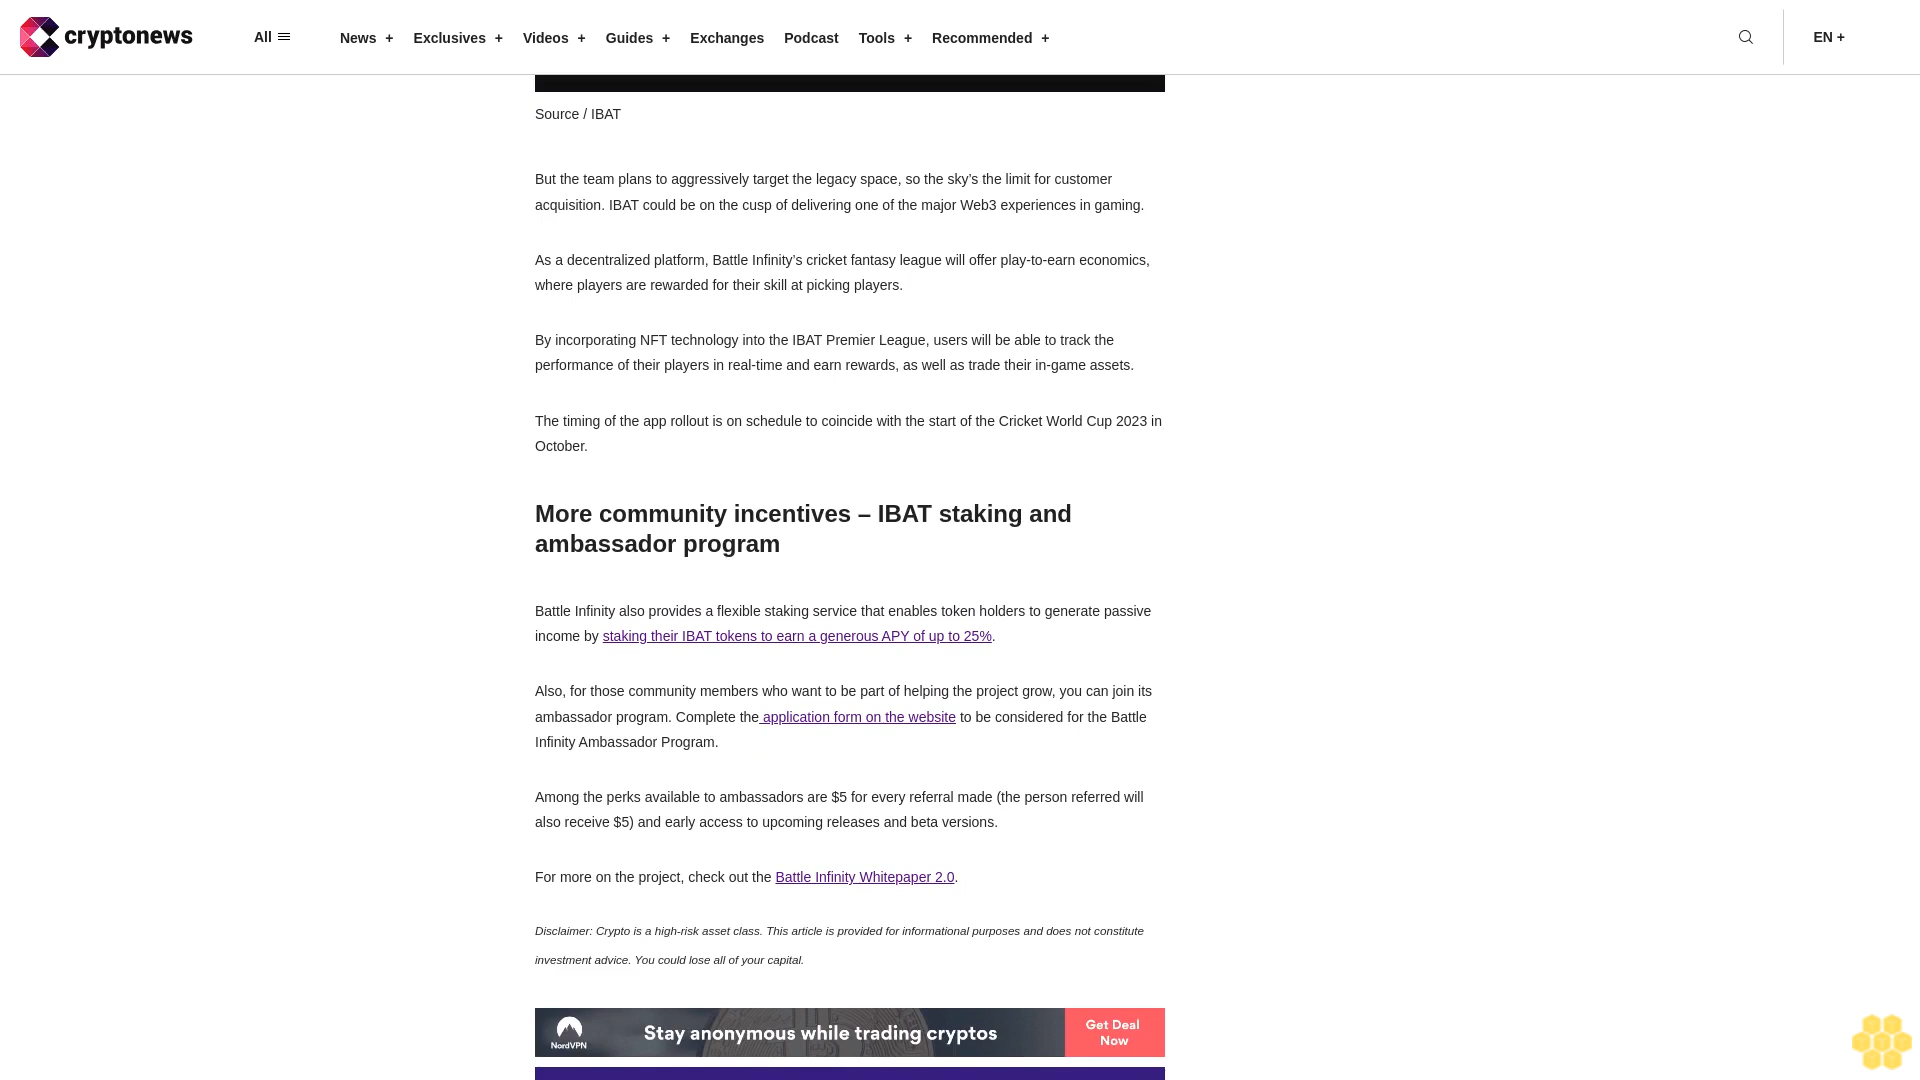 cryptonews
All
News + Exclusives + Videos + Guides + Exchanges Podcast Tools + Recommended +
EN +
Source / IBAT
But the team plans to aggressively target the legacy space, so the sky’s the limit for customer
acquisition. IBAT could be on the cusp of delivering one of the major Web3 experiences in gaming.
As a decentralized platform, Battle Infinity’s cricket fantasy league will offer play-to-earn economics,
where players are rewarded for their skill at picking players.
By incorporating NFT technology into the IBAT Premier League, users will be able to track the
performance of their players in real-time and earn rewards, as well as trade their in-game assets.
The timing of the app rollout is on schedule to coincide with the start of the Cricket World Cup 2023 in
October.
More community incentives – IBAT staking and
ambassador program
Battle Infinity also provides a flexible staking service that enables token holders to generate passive
income by staking their IBAT tokens to earn a generous APY of up to 25%.
Also, for those community members who want to be part of helping the project grow, you can join its
ambassador program. Complete the application form on the website to be considered for the Battle
Infinity Ambassador Program.
Among the perks available to ambassadors are $5 for every referral made (the person referred will
also receive $5) and early access to upcoming releases and beta versions.
For more on the project, check out the Battle Infinity Whitepaper 2.0.
Disclaimer: Crypto is a high-risk asset class. This article is provided for informational purposes and does not constitute
investment advice. You could lose all of your capital.
NordVPN
Stay anonymous while trading cryptos
Get Deal
Now